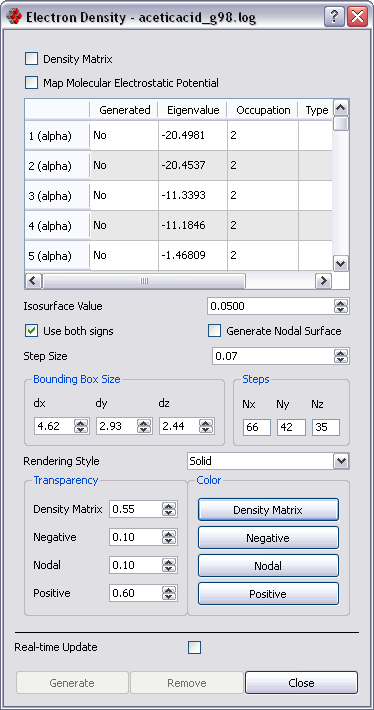 Electron Density - aceticacid_g98.log
Density Matrix
Map Molecular Electrostatic Potential
Generated Eigenvalue Occupation Type
1 (alpha) No -20.4981 2
2 (alpha) No -20.4537 2
3 (alpha) No -11.3393 2
4 (alpha) No -11.1846 2
5 (alpha) No -1.46809 2
Isosurface Value 0.0500
Use both signs Generate Nodal Surface
Step Size 0.07
Bounding Box Size Steps
dx dy dz Nx Ny Nz
4.62 2.93 2.44 66 42 35
Rendering Style Solid
Transparency Color
Density Matrix 0.55 Density Matrix
Negative 0.10 Negative
Nodal 0.10 Nodal
Positive 0.60 Positive
Real-time Update
Generate Remove Close